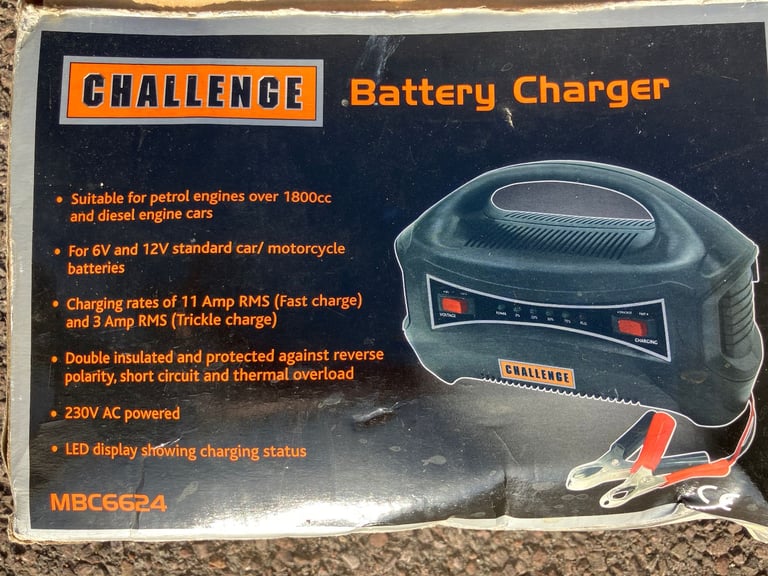 CHALLENGE
Battery Charger
• Suitable for petrol engines over 1800cc
and diesel engine cars
• For 6V and 12V standard car/ motorcycle
batteries
• Charging rates of 11 Amp RMS (Fast charge)
and 3 Amp RMS (Trickle charge)
• Double insulated and protected against reverse
polarity, short circuit and thermal overload
• 230V AC powered
• LED display showing charging status
MBC6624
VOLTAGE
CHARGING
CHALLENGE
CE